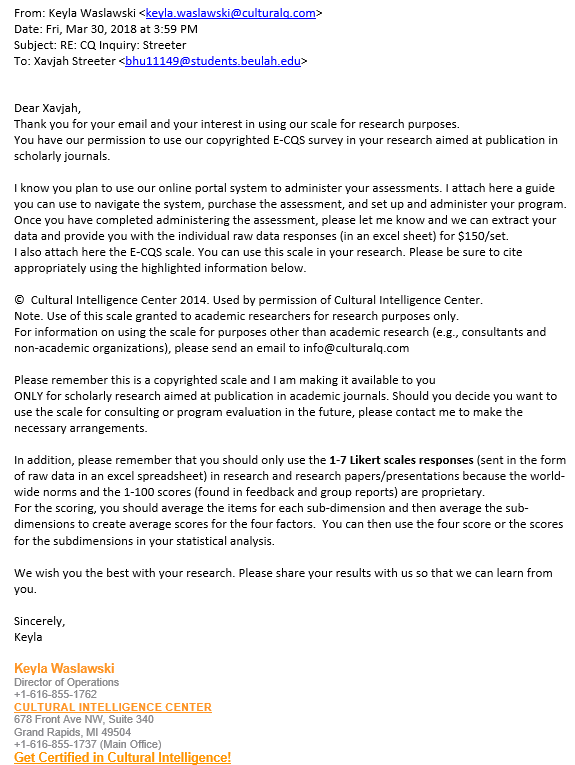 From: Keyla Waslawski <keyla.waslawski@culturalq.com>
Date: Fri, Mar 30, 2018 at 3:59 PM
Subject: RE: CQ Inquiry: Streeter
To: Xavjah Streeter <bhu11149@students.beulah.edu>
Dear Xavjah,
Thank you for your email and your interest in using our scale for research purposes.
You have our permission to use our copyrighted E-CQS survey in your research aimed at publication in
scholarly journals.
I know you plan to use our online portal system to administer your assessments. I attach here a guide
you can use to navigate the system, purchase the assessment, and set up and administer your program.
Once you have completed administering the assessment, please let me know and we can extract your
data and provide you with the individual raw data responses (in an excel sheet) for $150/set.
I also attach here the E-CQS scale. You can use this scale in your research. Please be sure to cite
appropriately using the highlighted information below.
© Cultural Intelligence Center 2014. Used by permission of Cultural Intelligence Center.
Note. Use of this scale granted to academic researchers for research purposes only.
For information on using the scale for purposes other than academic research (e.g., consultants and
non-academic organizations), please send an email to info@culturalq.com
Please remember this is a copyrighted scale and I am making it available to you
ONLY for scholarly research aimed at publication in academic journals. Should you decide you want to
use the scale for consulting or program evaluation in the future, please contact me to make the
necessary arrangements.
In addition, please remember that you should only use the 1-7 Likert scales responses (sent in the form
of raw data in an excel spreadsheet) in research and research papers/presentations because the world-
wide norms and the 1-100 scores (found in feedback and group reports) are proprietary.
For the scoring, you should average the items for each sub-dimension and then average the sub-
dimensions to create average scores for the four factors. You can then use the four score or the scores
for the subdimensions in your statistical analysis.
We wish you the best with your research. Please share your results with us so that we can learn from
you.
Sincerely,
Keyla
Keyla Waslawski
Director of Operations
+1-616-855-1762
CULTURAL INTELLIGENCE CENTER
678 Front Ave NW, Suite 340
Grand Rapids, MI 49504
+1-616-855-1737 (Main Office)
Get Certified in Cultural Intelligence!